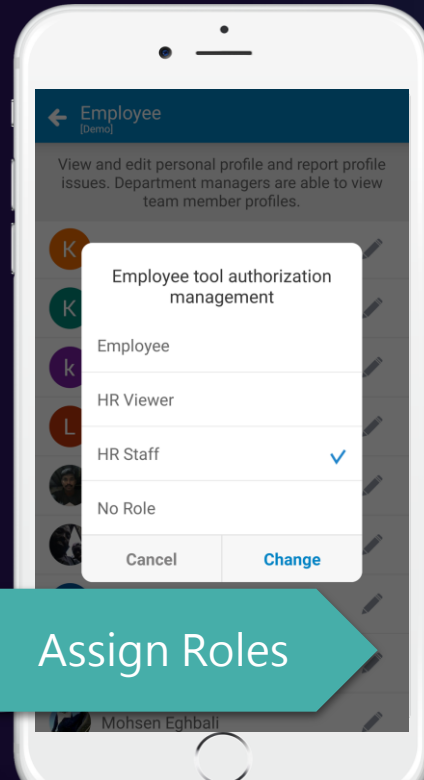 Employee
[Demo]
View and edit personal profile and report profile
issues. Department managers are able to view
team member profiles.
K
K
k
L
Employee tool authorization
management
Employee
HR Viewer
HR Staff
No Role
Cancel
Change
Assign Roles
Mohsen Eghbali